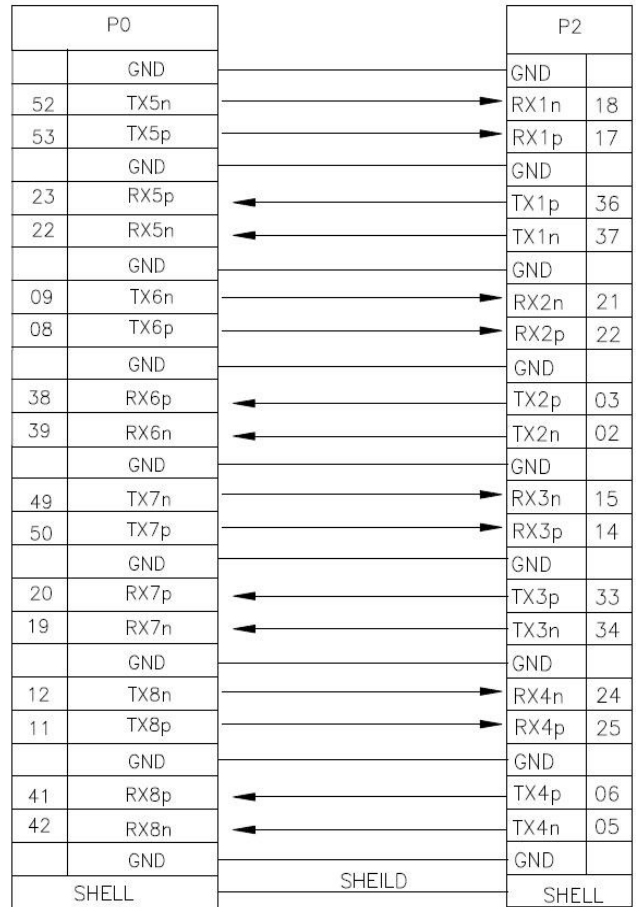 P0 P2
GND GND
52 TX5n RX1n 18
53 TX5p RX1p 17
GND GND
23 RX5p TX1p 36
22 RX5n TX1n 37
GND GND
09 TX6n RX2n 21
08 TX6p RX2p 22
GND GND
38 RX6p TX2p 03
39 RX6n TX2n 02
GND GND
49 TX7n RX3n 15
50 TX7p RX3p 14
GND GND
20 RX7p TX3p 33
19 RX7n TX3n 34
GND GND
12 TX8n RX4n 24
11 TX8p RX4p 25
GND GND
41 RX8p TX4p 06
42 RX8n TX4n 05
GND GND
SHELL SHEILD SHELL